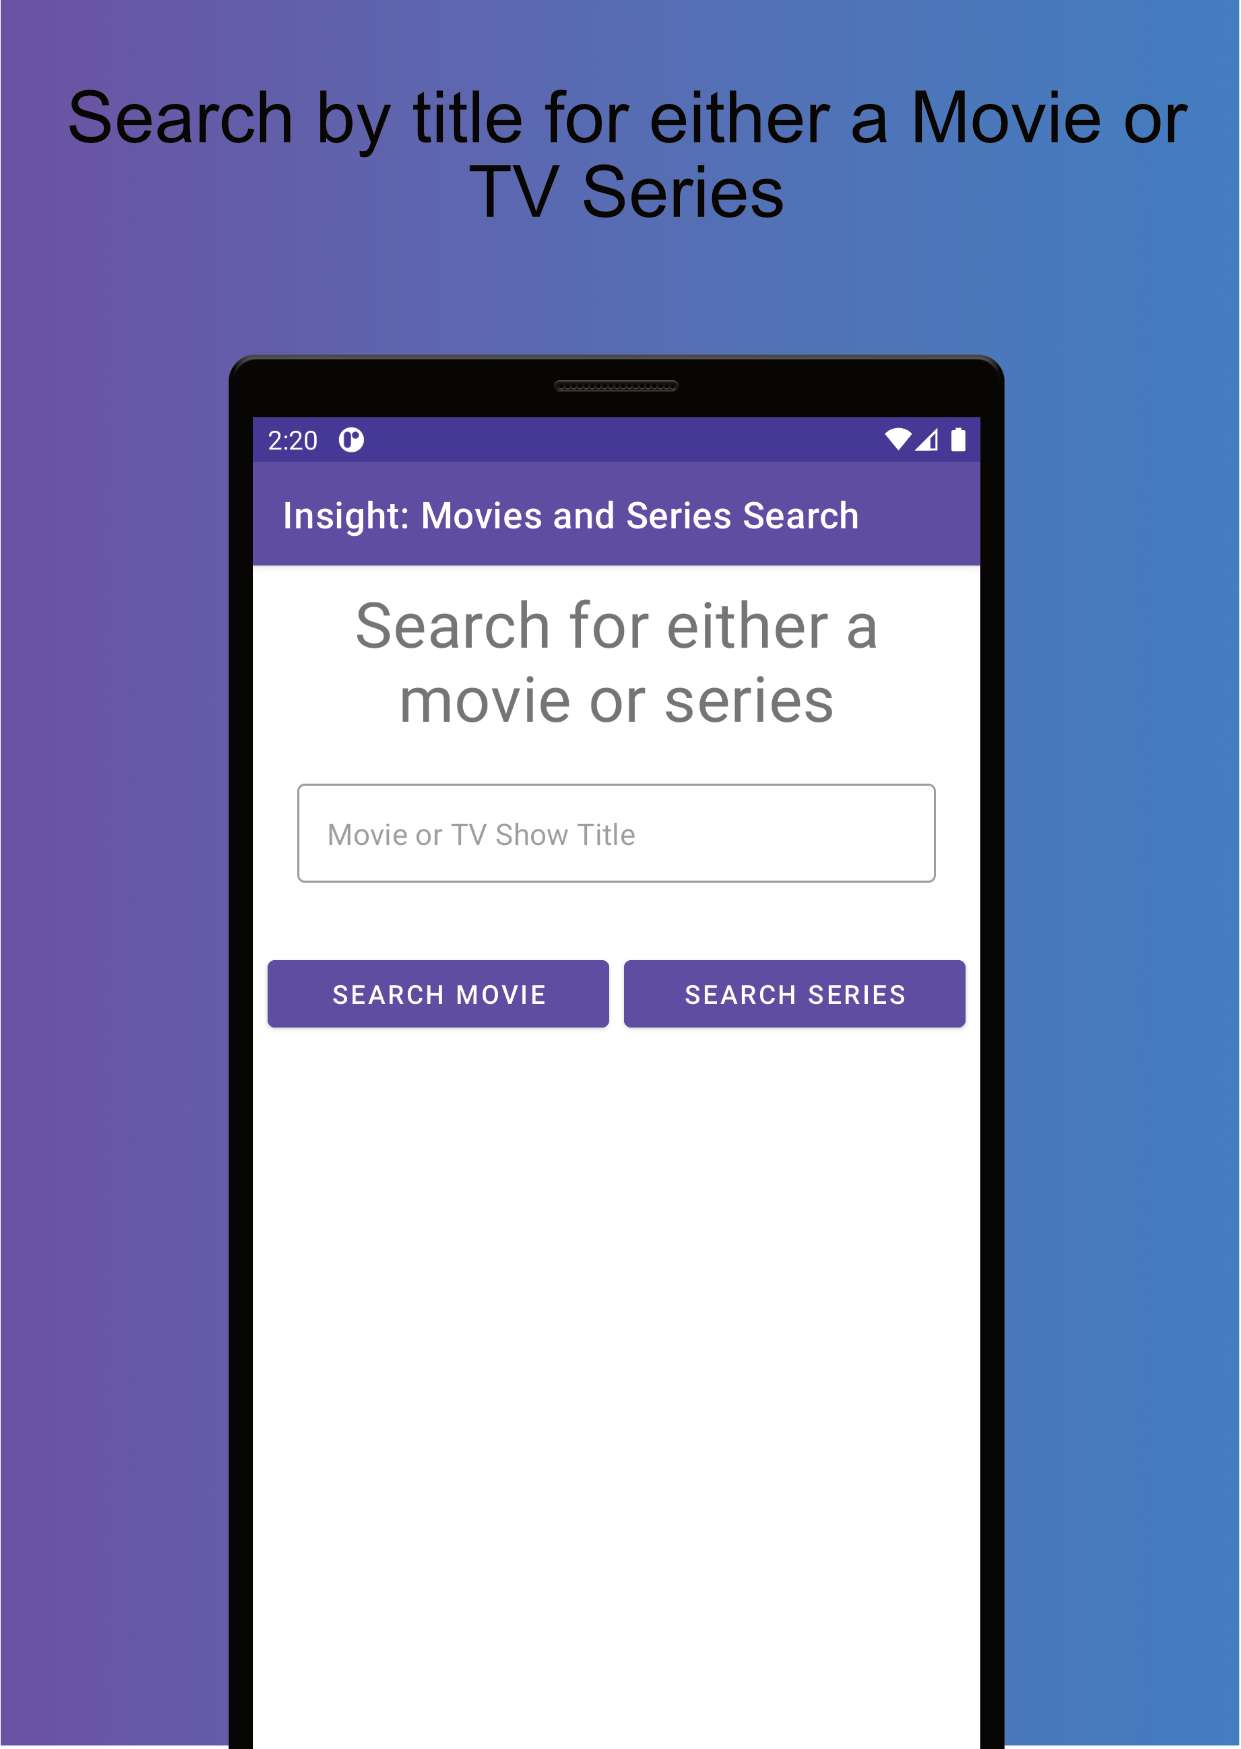 Search by title for either a Movie or
TV Series
2:20
Insight: Movies and Series Search
Search for either a
movie or series
Movie or TV Show Title
SEARCH MOVIE
SEARCH SERIES